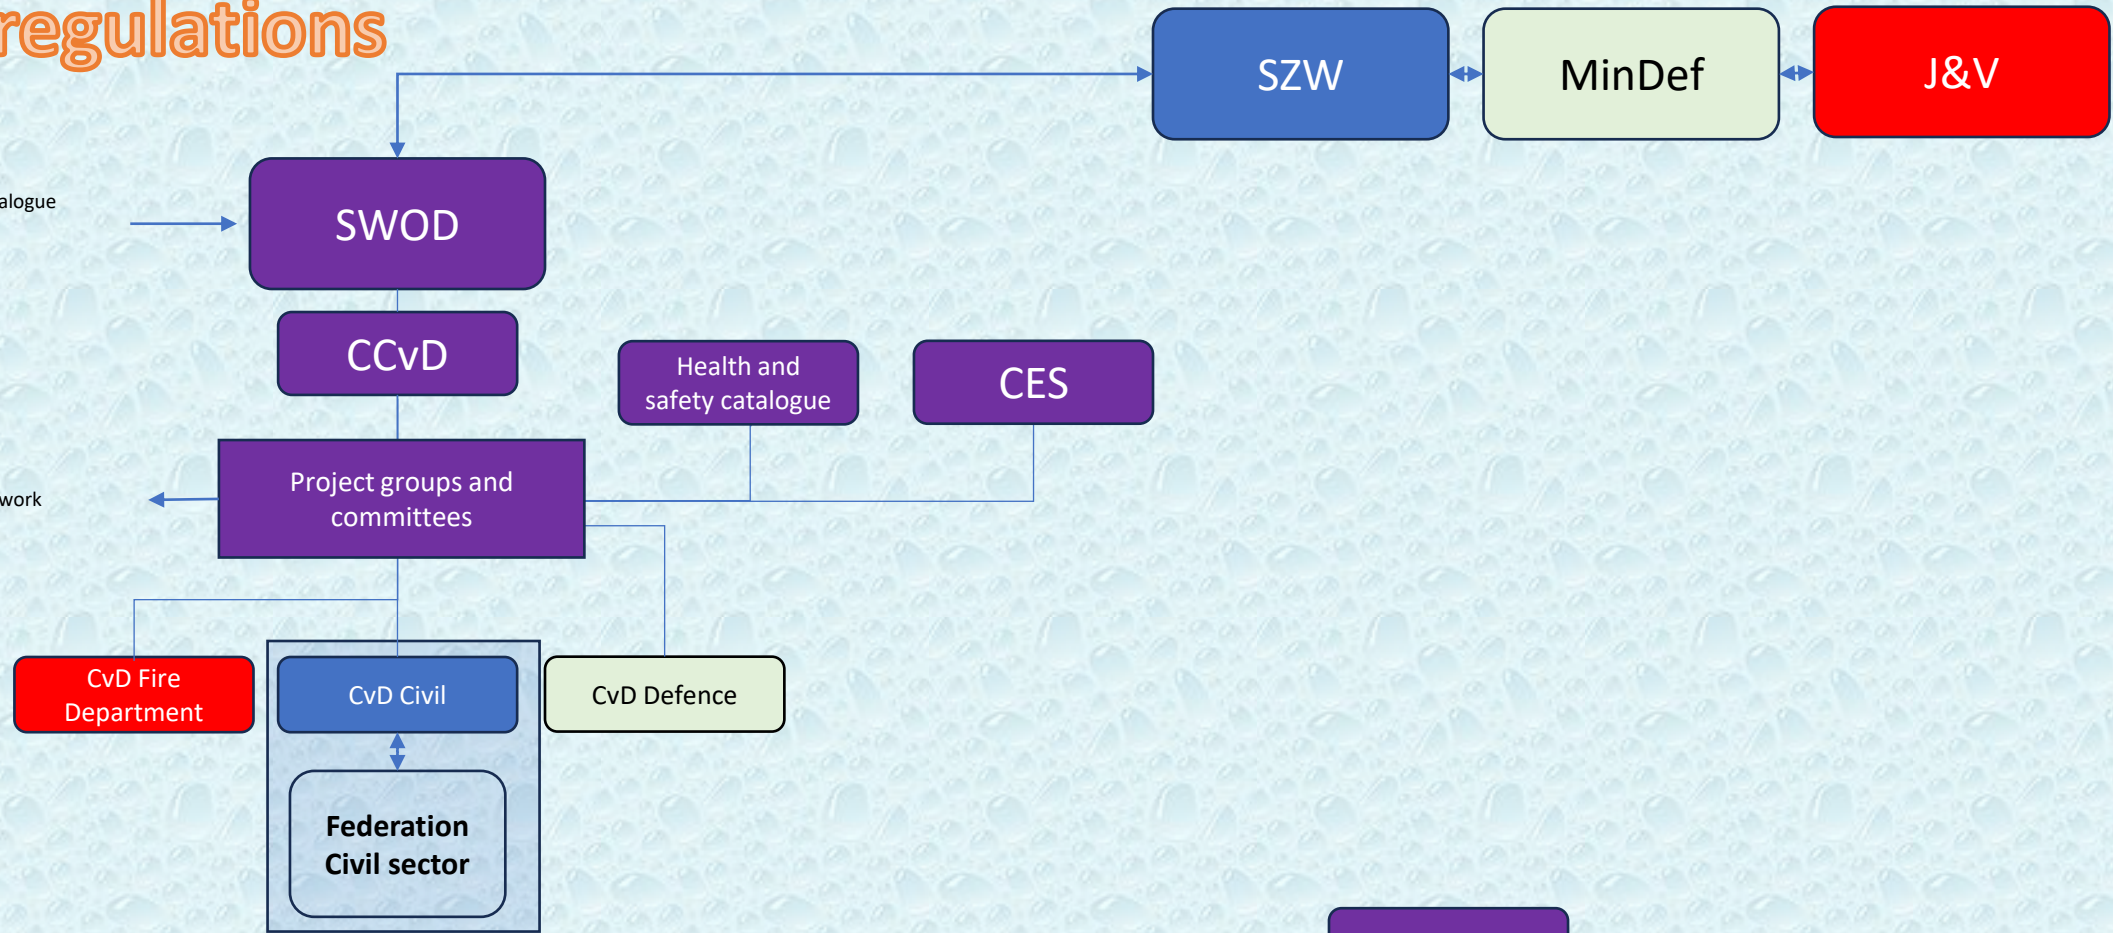 regulations
SZW
MinDef
J&V
alogue
SWOD
CCvD
Health and
safety catalogue
CES
Project groups and
committees
work
CvD Fire
Department
CvD Civil
CvD Defence
Federation
Civil sector